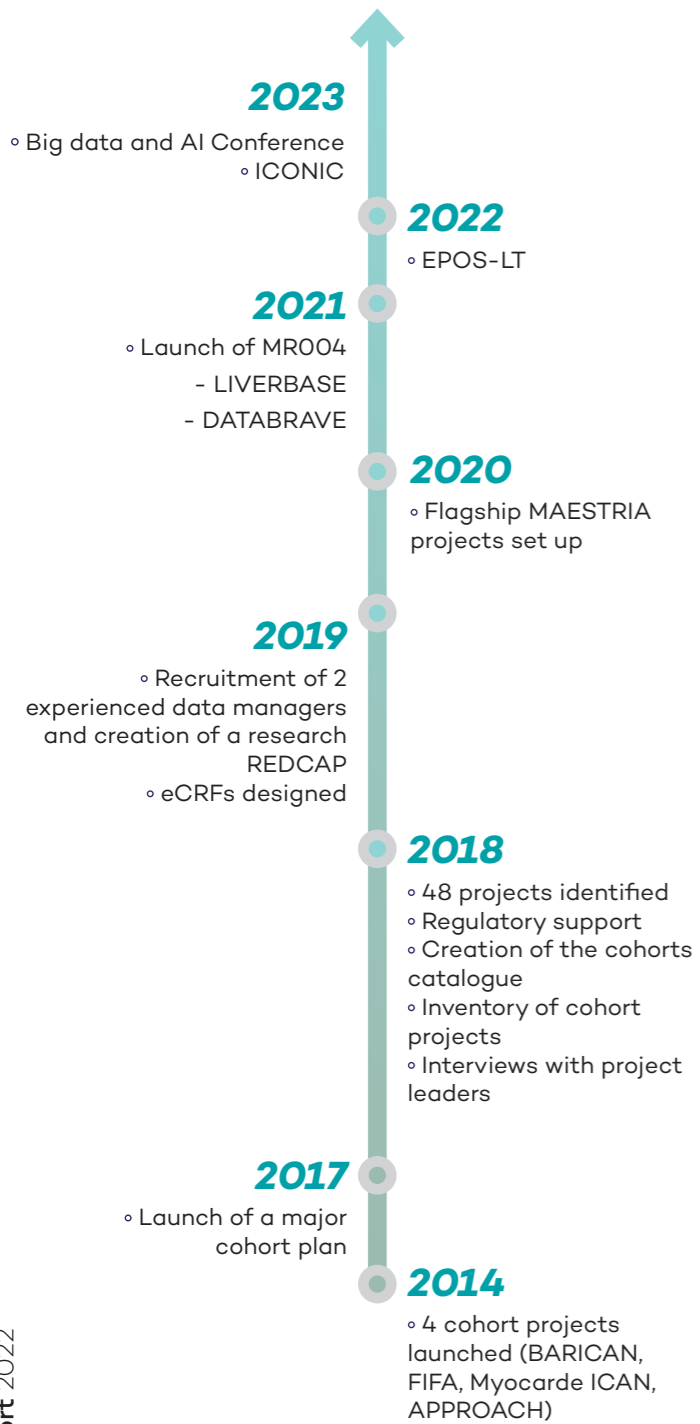 2023
◦ Big data and AI Conference
◦ ICONIC
2022
◦ EPOS-LT
2021
◦ Launch of MR004
- LIVERBASE
- DATABRAVE
2020
◦ Flagship MAESTRIA
projects set up
2019
◦ Recruitment of 2
experienced data managers
and creation of a research
REDCAP
◦ eCRFs designed
2018
◦ 48 projects identified
◦ Regulatory support
◦ Creation of the cohorts
catalogue
◦ Inventory of cohort
projects
◦ Interviews with project
leaders
2017
◦ Launch of a major
cohort plan
2014
◦ 4 cohort projects
launched (BARICAN,
FIFA, Myocarde ICAN,
APPROACH)
2022